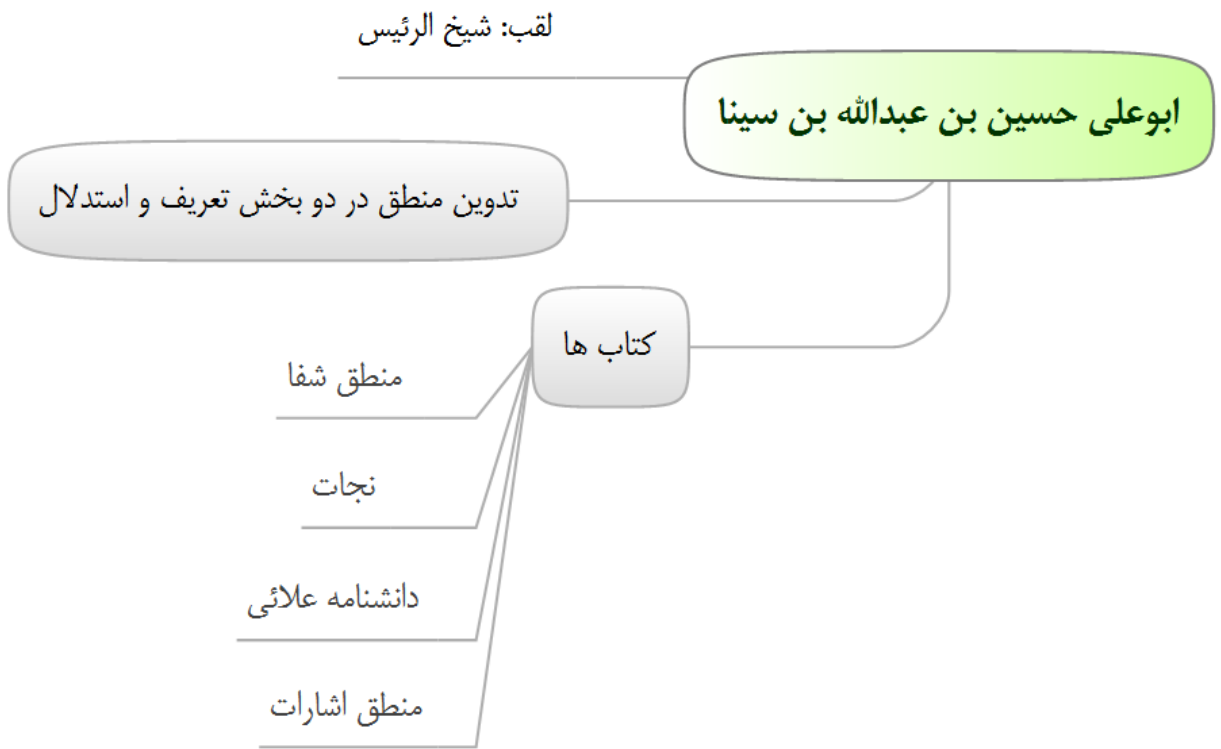 لقب: شیخ الرئیس
ابوعلی حسین بن عبدالله بن سینا
تدوین منطق در دو بخش تعریف و استدلال
کتاب ها
منطق شفا
نجات
دانشنامه علائی
منطق اشارات